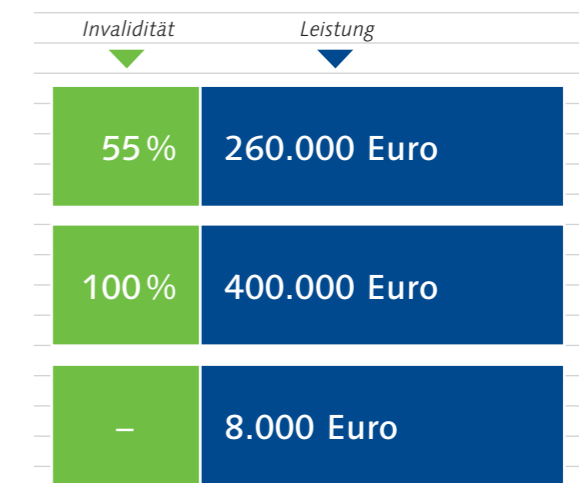 Invalidität Leistung
55 % 260.000 Euro
100 % 400.000 Euro
– 8.000 Euro